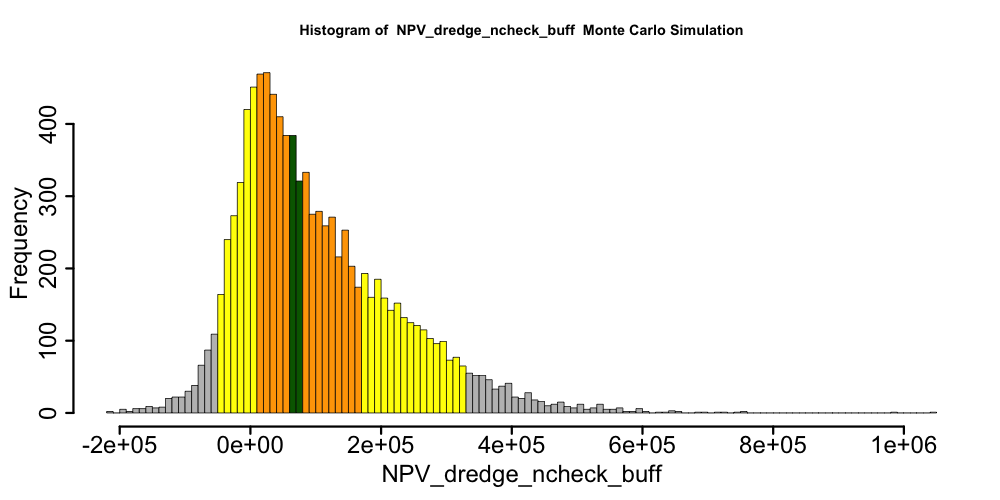 Histogram of  NPV_dredge_ncheck_buff  Monte Carlo Simulation
Frequency
400
300
200
100
0
-2e+05 0e+00 2e+05 4e+05 6e+05 8e+05 1e+06
NPV_dredge_ncheck_buff